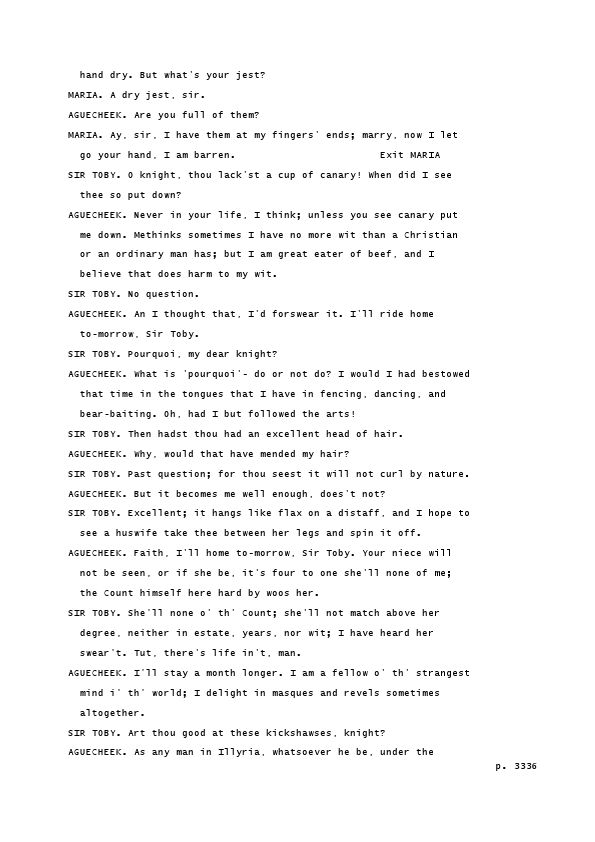 hand dry. But what's your jest?
MARIA. A dry jest, sir.
AGUECHEEK. Are you full of them?
MARIA. Ay, sir, I have them at my fingers' ends; marry, now I let
go your hand, I am barren. Exit MARIA
SIR TOBY. O knight, thou lack'st a cup of canary! When did I see
thee so put down?
AGUECHEEK. Never in your life, I think; unless you see canary put
me down. Methinks sometimes I have no more wit than a Christian
or an ordinary man has; but I am great eater of beef, and I
believe that does harm to my wit.
SIR TOBY. No question.
AGUECHEEK. An I thought that, I'd forswear it. I'll ride home
to-morrow, Sir Toby.
SIR TOBY. Pourquoi, my dear knight?
AGUECHEEK. What is 'pourquoi'- do or not do? I would I had bestowed
that time in the tongues that I have in fencing, dancing, and
bear-baiting. Oh, had I but followed the arts!
SIR TOBY. Then hadst thou had an excellent head of hair.
AGUECHEEK. Why, would that have mended my hair?
SIR TOBY. Past question; for thou seest it will not curl by nature.
AGUECHEEK. But it becomes me well enough, does't not?
SIR TOBY. Excellent; it hangs like flax on a distaff, and I hope to
see a huswife take thee between her legs and spin it off.
AGUECHEEK. Faith, I'll home to-morrow, Sir Toby. Your niece will
not be seen, or if she be, it's four to one she'll none of me;
the Count himself here hard by woos her.
SIR TOBY. She'll none o' th' Count; she'll not match above her
degree, neither in estate, years, nor wit; I have heard her
swear't. Tut, there's life in't, man.
AGUECHEEK. I'll stay a month longer. I am a fellow o' th' strangest
mind i' th' world; I delight in masques and revels sometimes
altogether.
SIR TOBY. Art thou good at these kickshawses, knight?
AGUECHEEK. As any man in Illyria, whatsoever he be, under the
p. 3336